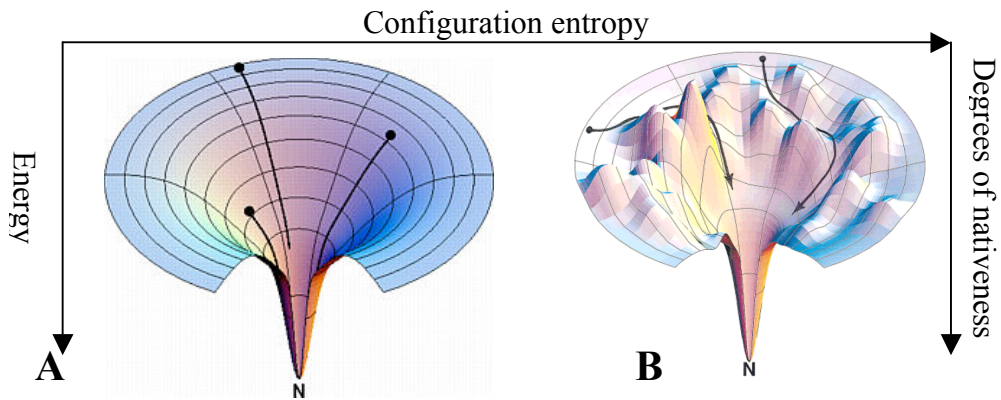 Configuration entropy
Energy
Degrees of nativeness
A
N
B
N